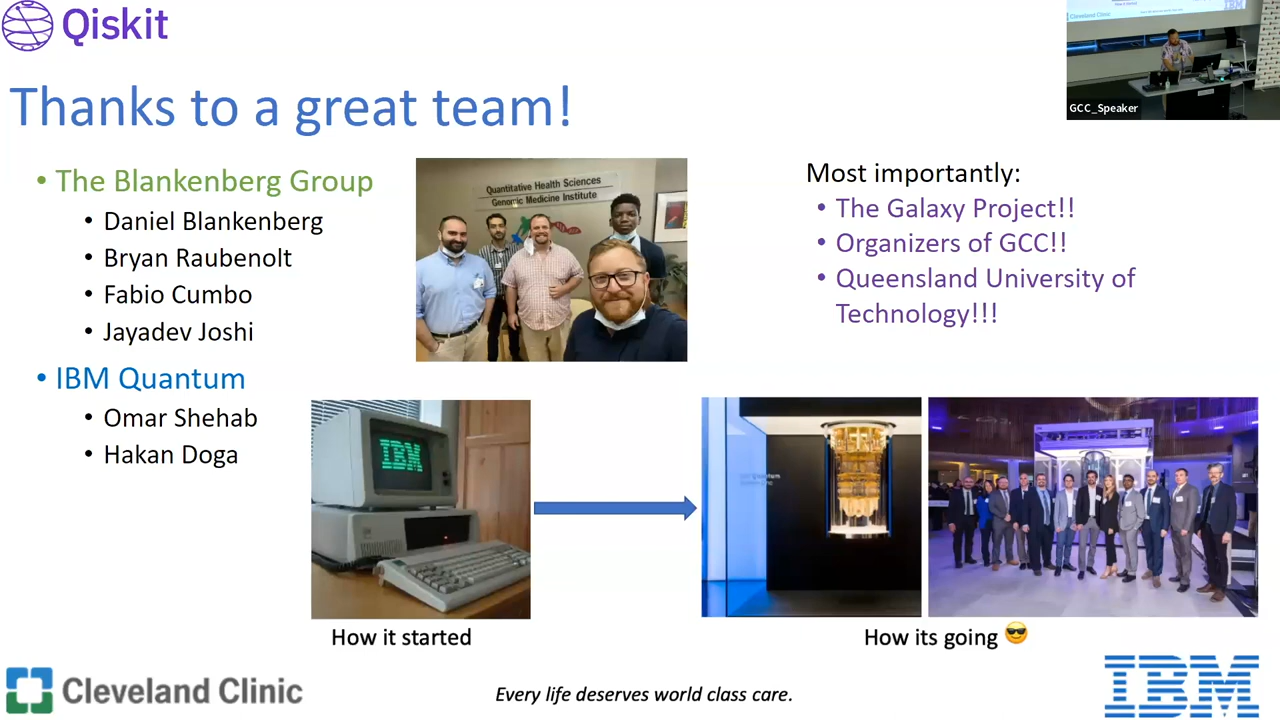 Qiskit
Thanks to a great team!
GCC_Speaker
• The Blankenberg Group
• Daniel Blankenberg
• Bryan Raubenolt
• Fabio Cumbo
• Jayadev Joshi
• IBM Quantum
• Omar Shehab
• Hakan Doga
Quantitative Health Sciences
Genomic Medicine Institute
Most importantly:
• The Galaxy Project!!
• Organizers of GCC!!
• Queensland University of
Technology!!!
IBM
How it started
How its going 😎
Cleveland Clinic
Every life deserves world class care.
IBM
Cleveland Clinic
IBM